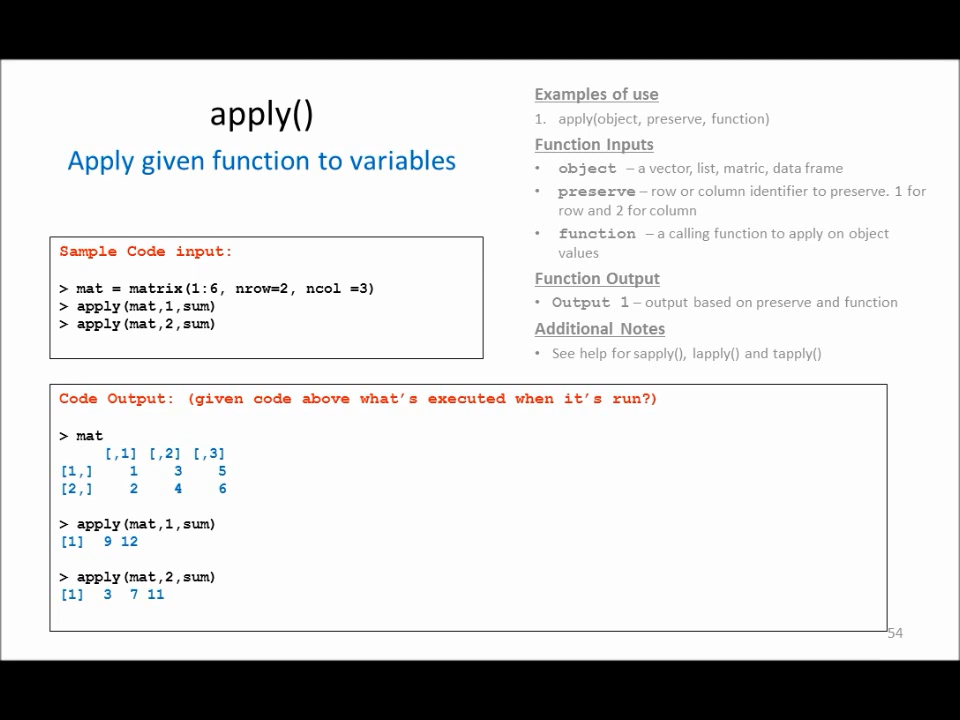 apply()
Apply given function to variables
Sample Code input:
> mat = matrix(1:6, nrow=2, ncol =3)
> apply(mat,1,sum)
> apply(mat,2,sum)
Examples of use
1. apply(object, preserve, function)
Function Inputs
• object – a vector, list, matric, data frame
• preserve – row or column identifier to preserve. 1 for
row and 2 for column
• function – a calling function to apply on object
values
Function Output
• Output 1 – output based on preserve and function
Additional Notes
• See help for sapply(), lapply() and tapply()
Code Output: (given code above what's executed when it's run?)
> mat
[,1] [,2] [,3]
[1,] 1 3 5
[2,] 2 4 6
> apply(mat,1,sum)
[1] 9 12
> apply(mat,2,sum)
[1] 3 7 11
54